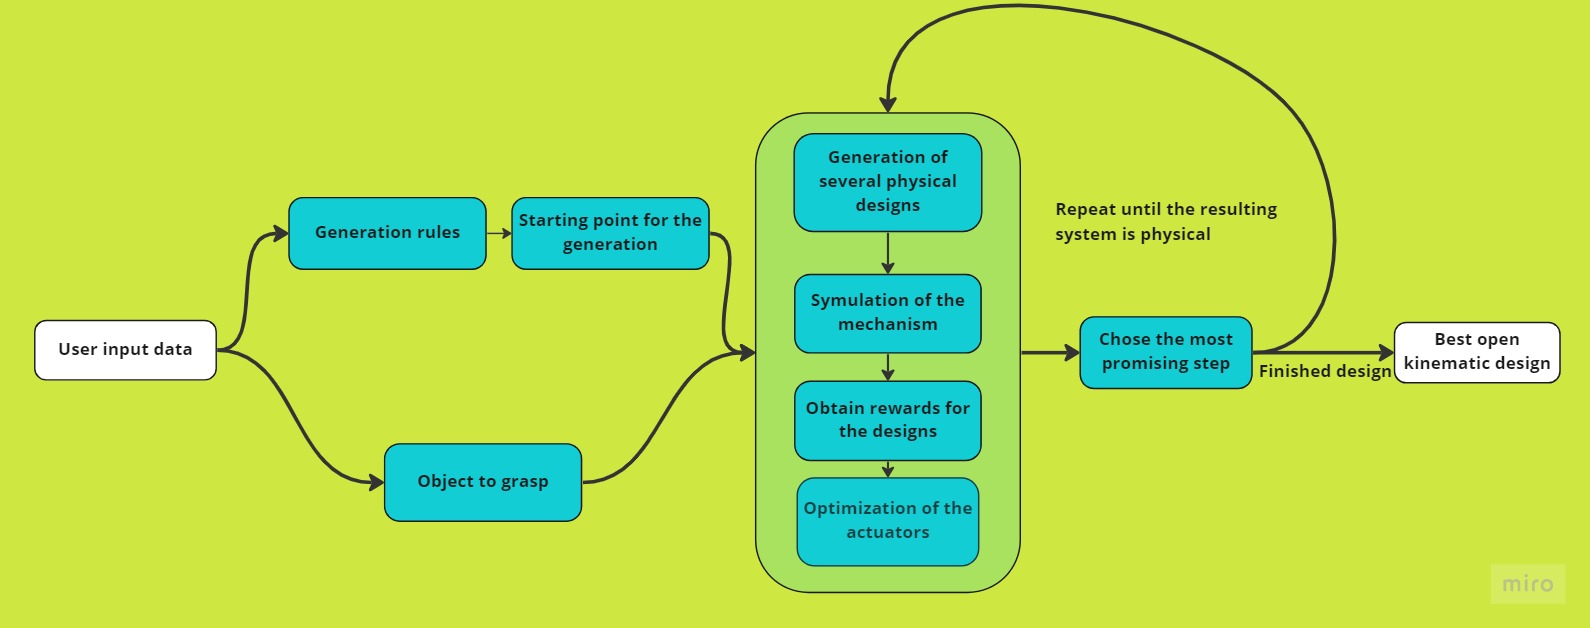 User input data
Generation rules
Starting point for the
generation
Object to grasp
Generation of
several physical
designs
Symulation of the
mechanism
Obtain rewards for
the designs
Optimization of the
actuators
Repeat until the resulting
system is physical
Chose the most
promising step
Finished design
Best open
kinematic design
miro